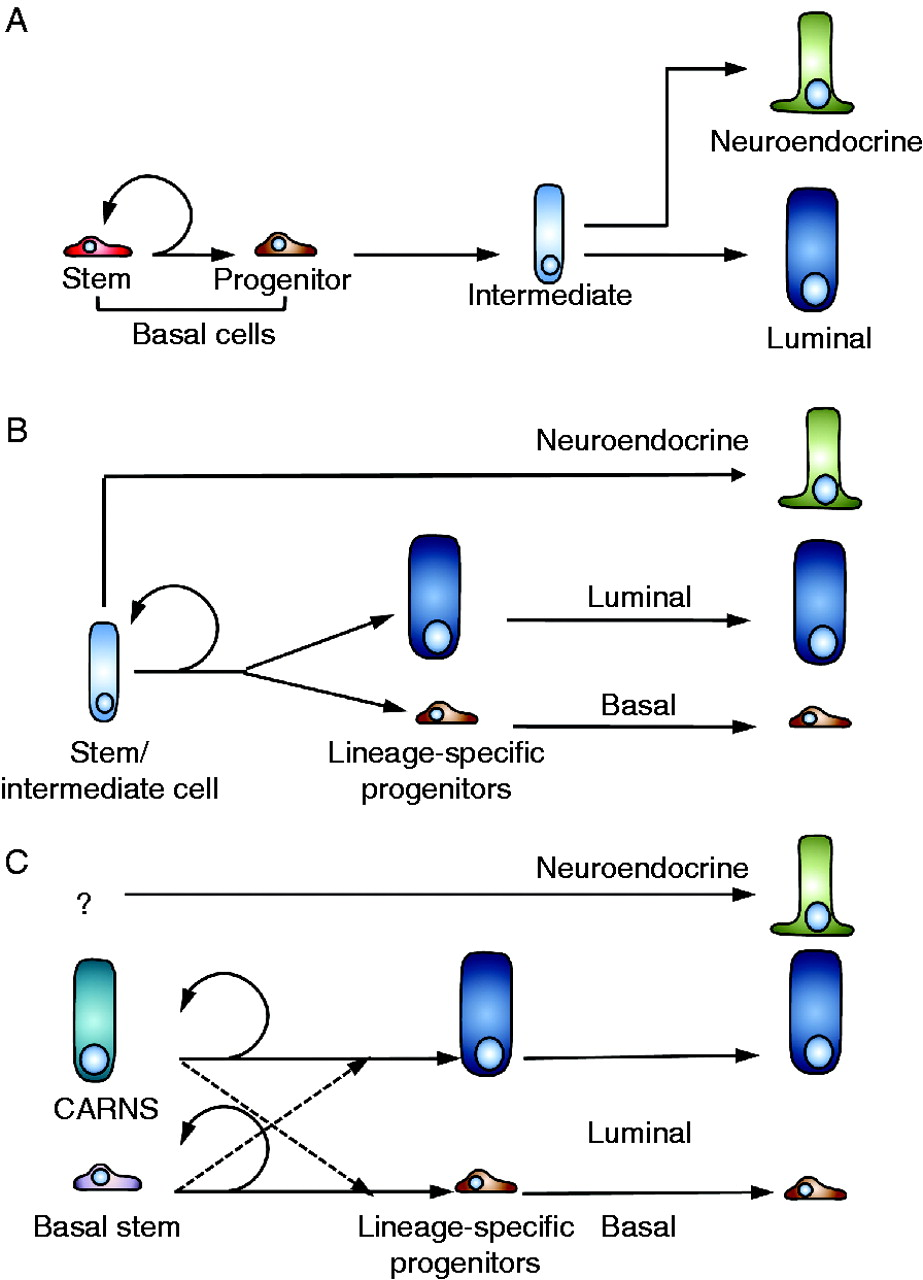 A
Neuroendocrine
Stem
Progenitor
Intermediate
Basal cells
Luminal
B
Neuroendocrine
Luminal
Basal
Stem/
intermediate cell
Lineage-specific
progenitors
C
Neuroendocrine
?
CARNS
Luminal
Basal stem
Lineage-specific
progenitors
Basal